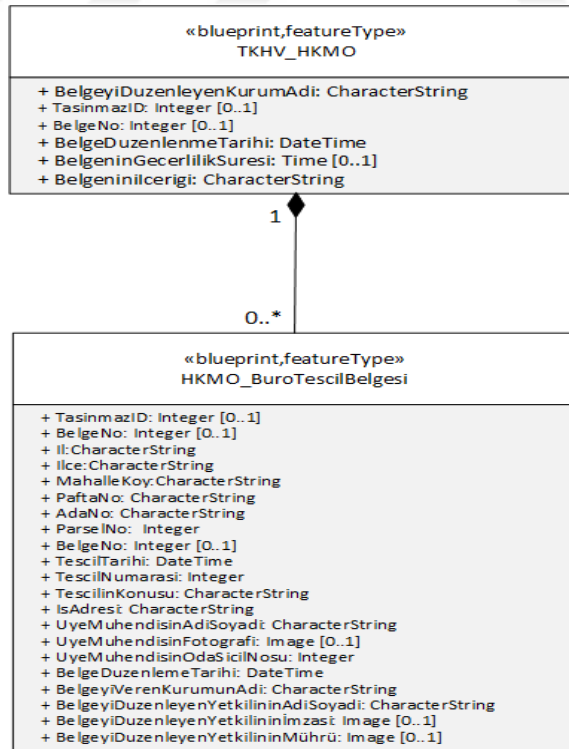 «blueprint,featureType»
TKHV_HKMO
+ BelgeyiDuzenleyenKurumAdi: CharacterString
+ TasinmazID: Integer [0..1]
+ BelgeNo: Integer [0..1]
+ BelgeDuzenlenmeTarihi: DateTime
+ BelgeninGecerlilikSuresi: Time [0..1]
+ BelgeniniIcerigi: CharacterString
1
0..*
«blueprint,featureType»
HKMO_BuroTescilBelgesi
+ TasinmazID: Integer [0..1]
+ BelgeNo: Integer [0..1]
+ Il:CharacterString
+ Ilce:CharacterString
+ MahalleKoy:CharacterString
+ PaftaNo: CharacterString
+ AdaNo: CharacterString
+ ParselNo: Integer
+ BelgeNo: Integer [0..1]
+ TescilTarihi: DateTime
+ TescilNumarasi: Integer
+ TescilinKonusu: CharacterString
+ IsAdresi: CharacterString
+ UyeMuhendisinAdiSoyadi: CharacterString
+ UyeMuhendisinFotografi: Image [0..1]
+ UyeMuhendisinOdaSicilNosu: Integer
+ BelgeDuzenlemeTarihi: DateTime
+ BelgeyiVerenKurumunAdi: CharacterString
+ BelgeyiDuzenleyenYetkilininAdiSoyadi: CharacterString
+ BelgeyiDuzenleyenYetkilininİmzasi: Image [0..1]
+ BelgeyiDuzenleyenYetkilininMührü: Image [0..1]